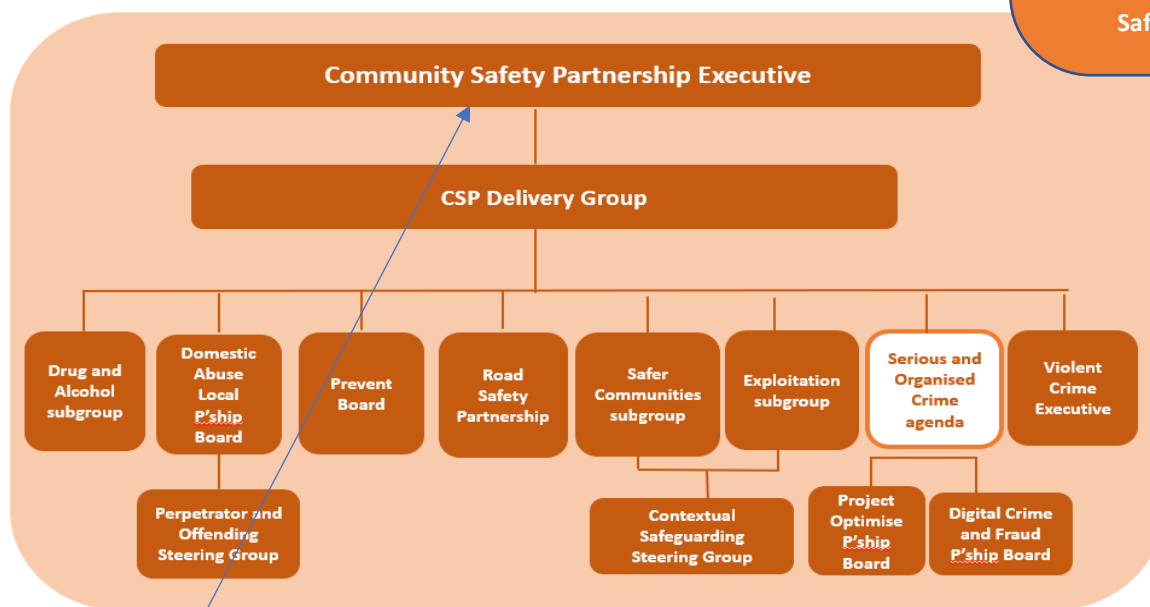 Saf
Community Safety Partnership Executive
CSP Delivery Group
Drug and
Alcohol
subgroup
Domestic
Abuse
Local
P'ship
Board
Prevent
Board
Road
Safety
Partnership
Safer
Communities
subgroup
Exploitation
subgroup
Serious and
Organised
Crime
agenda
Violent
Crime
Executive
Perpetrator and
Offending
Steering Group
Contextual
Safeguarding
Steering Group
Project
Optimise
P'ship
Board
Digital Crime
and Fraud
P'ship Board